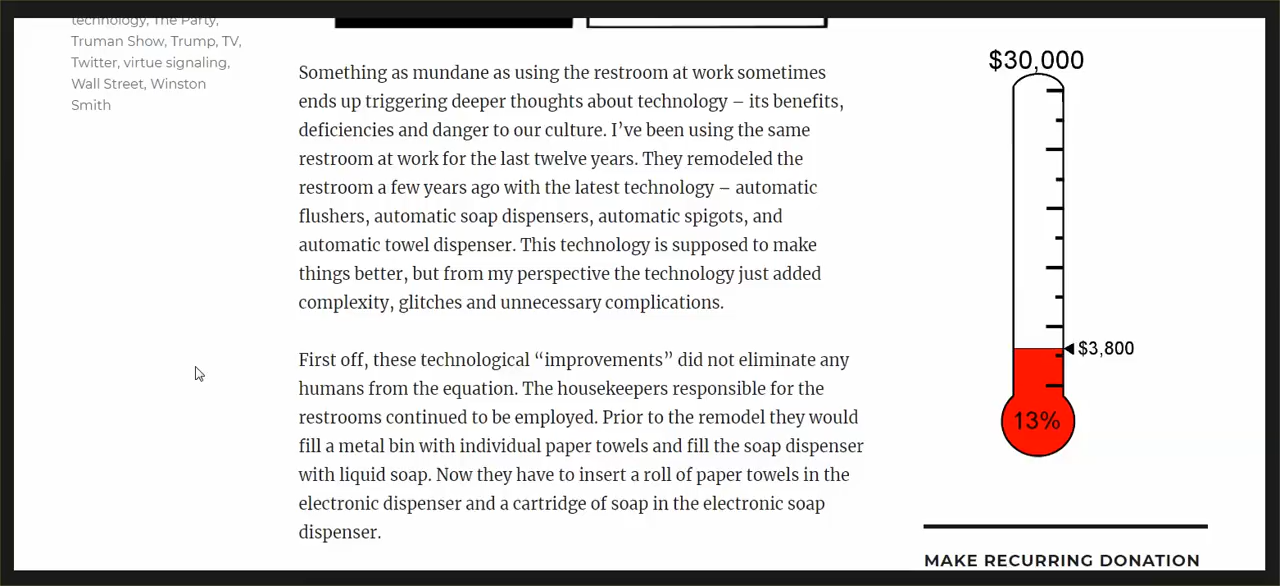 technology, The Party,
Truman Show, Trump, TV,
Twitter, virtue signaling,
Wall Street, Winston
Smith
Something as mundane as using the restroom at work sometimes
ends up triggering deeper thoughts about technology – its benefits,
deficiencies and danger to our culture. I’ve been using the same
restroom at work for the last twelve years. They remodeled the
restroom a few years ago with the latest technology – automatic
flushers, automatic soap dispensers, automatic spigots, and
automatic towel dispenser. This technology is supposed to make
things better, but from my perspective the technology just added
complexity, glitches and unnecessary complications.
First off, these technological “improvements” did not eliminate any
humans from the equation. The housekeepers responsible for the
restrooms continued to be employed. Prior to the remodel they would
fill a metal bin with individual paper towels and fill the soap dispenser
with liquid soap. Now they have to insert a roll of paper towels in the
electronic dispenser and a cartridge of soap in the electronic soap
dispenser.
$30,000
$3,800
13%
MAKE RECURRING DONATION